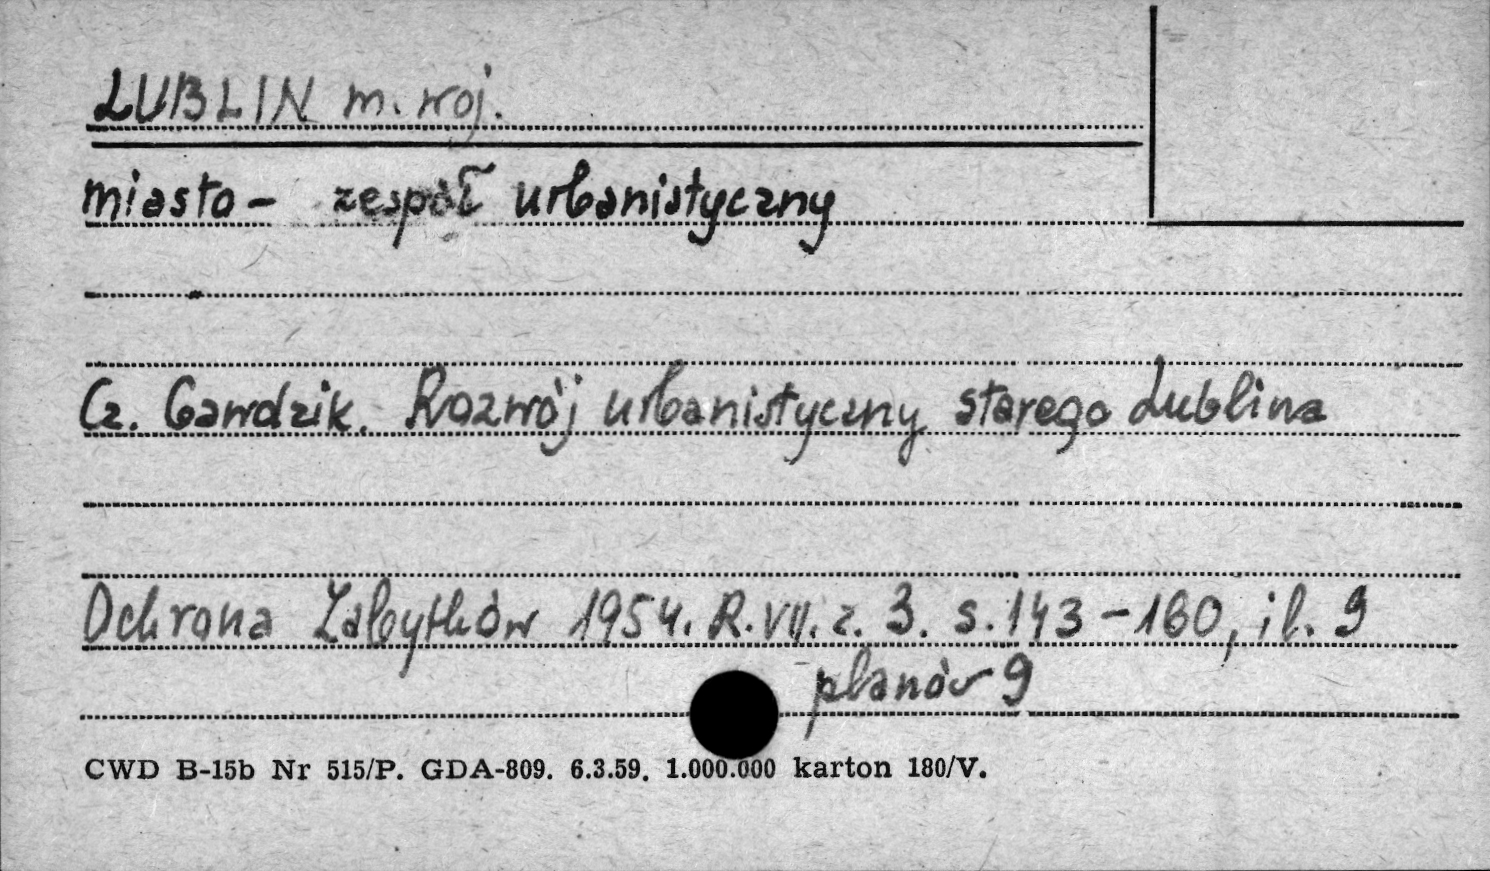 LUBLIN m. woj.
miasto - zespół urbanistyczny
Cz. Gawdzik. Rozwój urbanistyczny starego Lublina
Ochrona Zabytków 1954. R. VII. z. 3. s. 143-160, il. 9
planów 9
CWD B-15b Nr 515/P. GDA-809. 6.3.59. 1.000.000 karton 180/V.